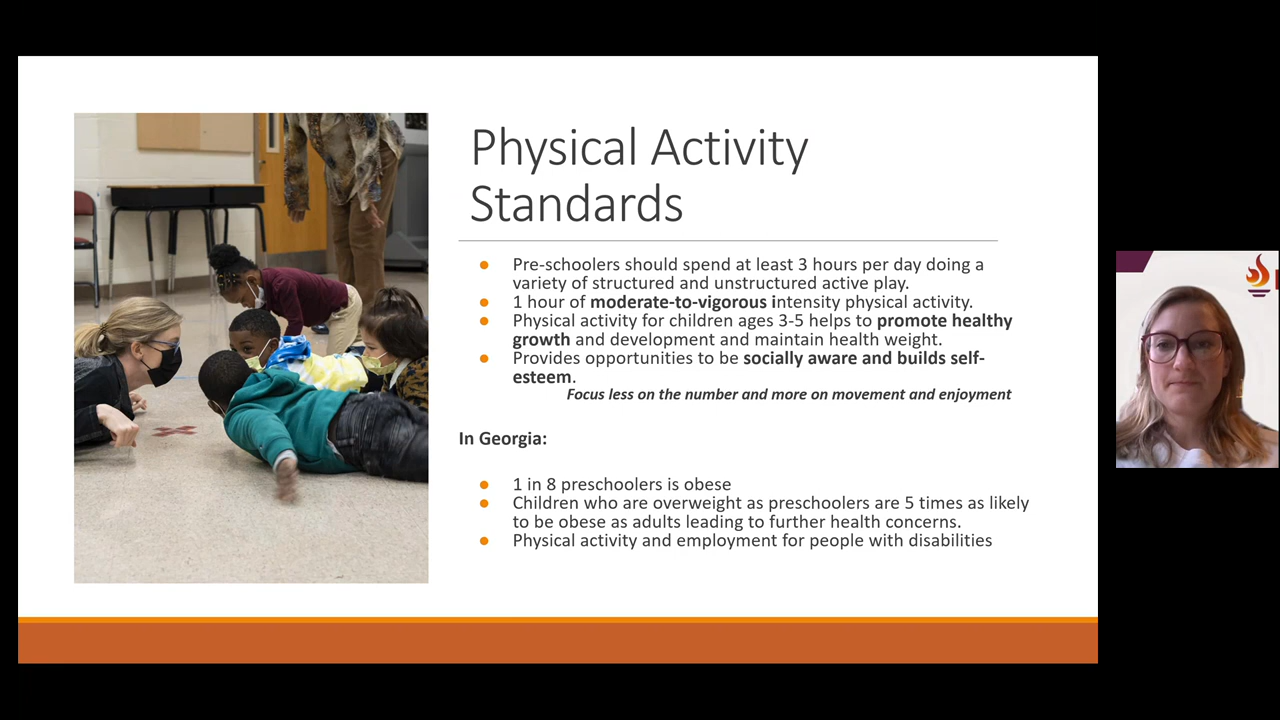 Physical Activity
Standards
● Pre-schoolers should spend at least 3 hours per day doing a
variety of structured and unstructured active play.
● 1 hour of moderate-to-vigorous intensity physical activity.
● Physical activity for children ages 3-5 helps to promote healthy
growth and development and maintain health weight.
● Provides opportunities to be socially aware and builds self-
esteem.
Focus less on the number and more on movement and enjoyment
In Georgia:
● 1 in 8 preschoolers is obese
● Children who are overweight as preschoolers are 5 times as likely
to be obese as adults leading to further health concerns.
● Physical activity and employment for people with disabilities